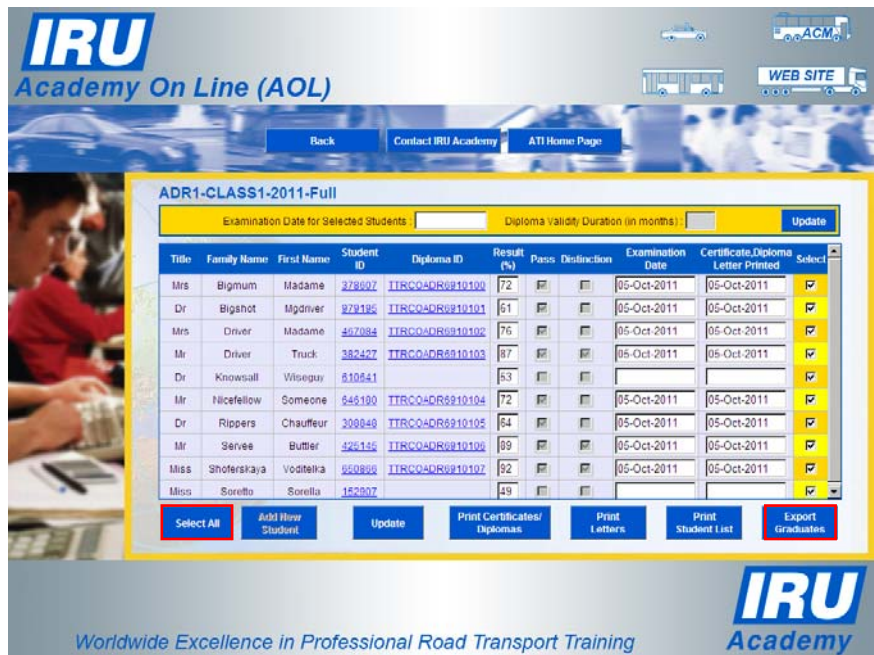 IRU
Academy On Line (AOL)
ACM
WEB SITE
Back
Contact IRU Academy
ATI Home Page
ADR1-CLASS1-2011-Full
Examination Date for Selected Students :
Diploma Validity Duration (in months) :
Update
Title Family Name First Name Student ID Diploma ID Result (%) Pass Distinction Examination Date Certificate,Diploma Letter Printed Select
Mrs Bigmum Madame 378607 TTRCOADR6910100 72 05-Oct-2011 05-Oct-2011
Dr Bigshot Mgdriver 979195 TTRCOADR6910101 61 05-Oct-2011 05-Oct-2011
Mrs Driver Madame 467084 TTRCOADR6910102 76 05-Oct-2011 05-Oct-2011
Mr Driver Truck 382427 TTRCOADR6910103 87 05-Oct-2011 05-Oct-2011
Dr Knowsall Wiseguy 610641 53
Mr Nicefellow Someone 646180 TTRCOADR6910104 72 05-Oct-2011 05-Oct-2011
Dr Rippers Chauffeur TTRCOADR6910105 64 05-Oct-2011 05-Oct-2011
Mr Servee Buttler 425145 TTRCOADR6910106 89 05-Oct-2011 05-Oct-2011
Miss Shoferskaya Voditelka TTRCOADR6910107 92 05-Oct-2011 05-Oct-2011
Miss Soretto Sorella 152907 49
Select All
Add New Student
Update
Print Certificates/ Diplomas
Print Letters
Print Student List
Export Graduates
Worldwide Excellence in Professional Road Transport Training
IRU
Academy